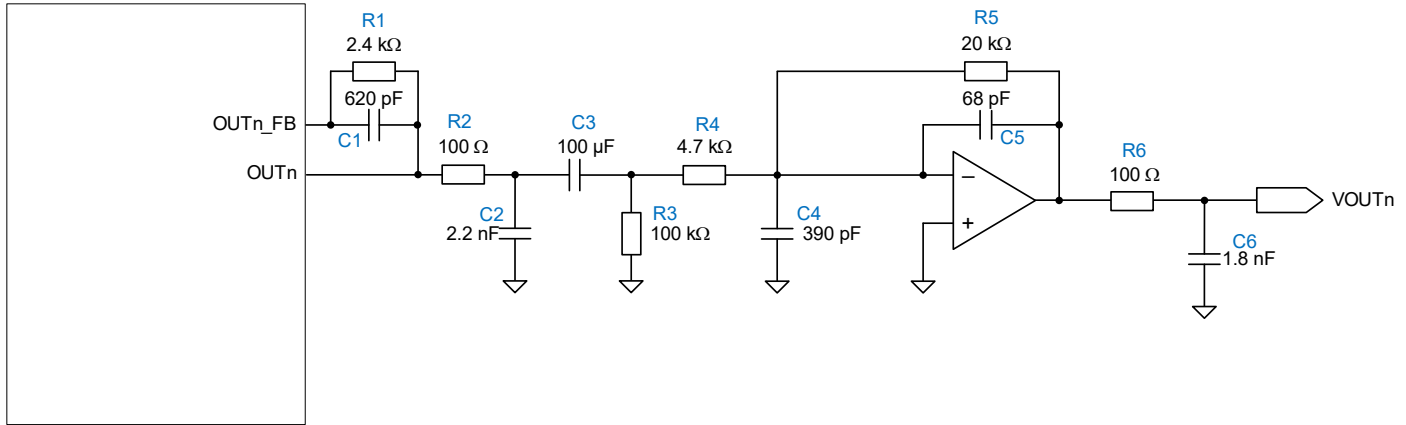 R1
2.4 kΩ
620 pF
C1
OUTn_FB
OUTn
R2
100 Ω
C2
2.2 nF
C3
100 µF
R3
100 kΩ
R4
4.7 kΩ
C4
390 pF
R5
20 kΩ
68 pF
C5
−
+
R6
100 Ω
C6
1.8 nF
VOUTn